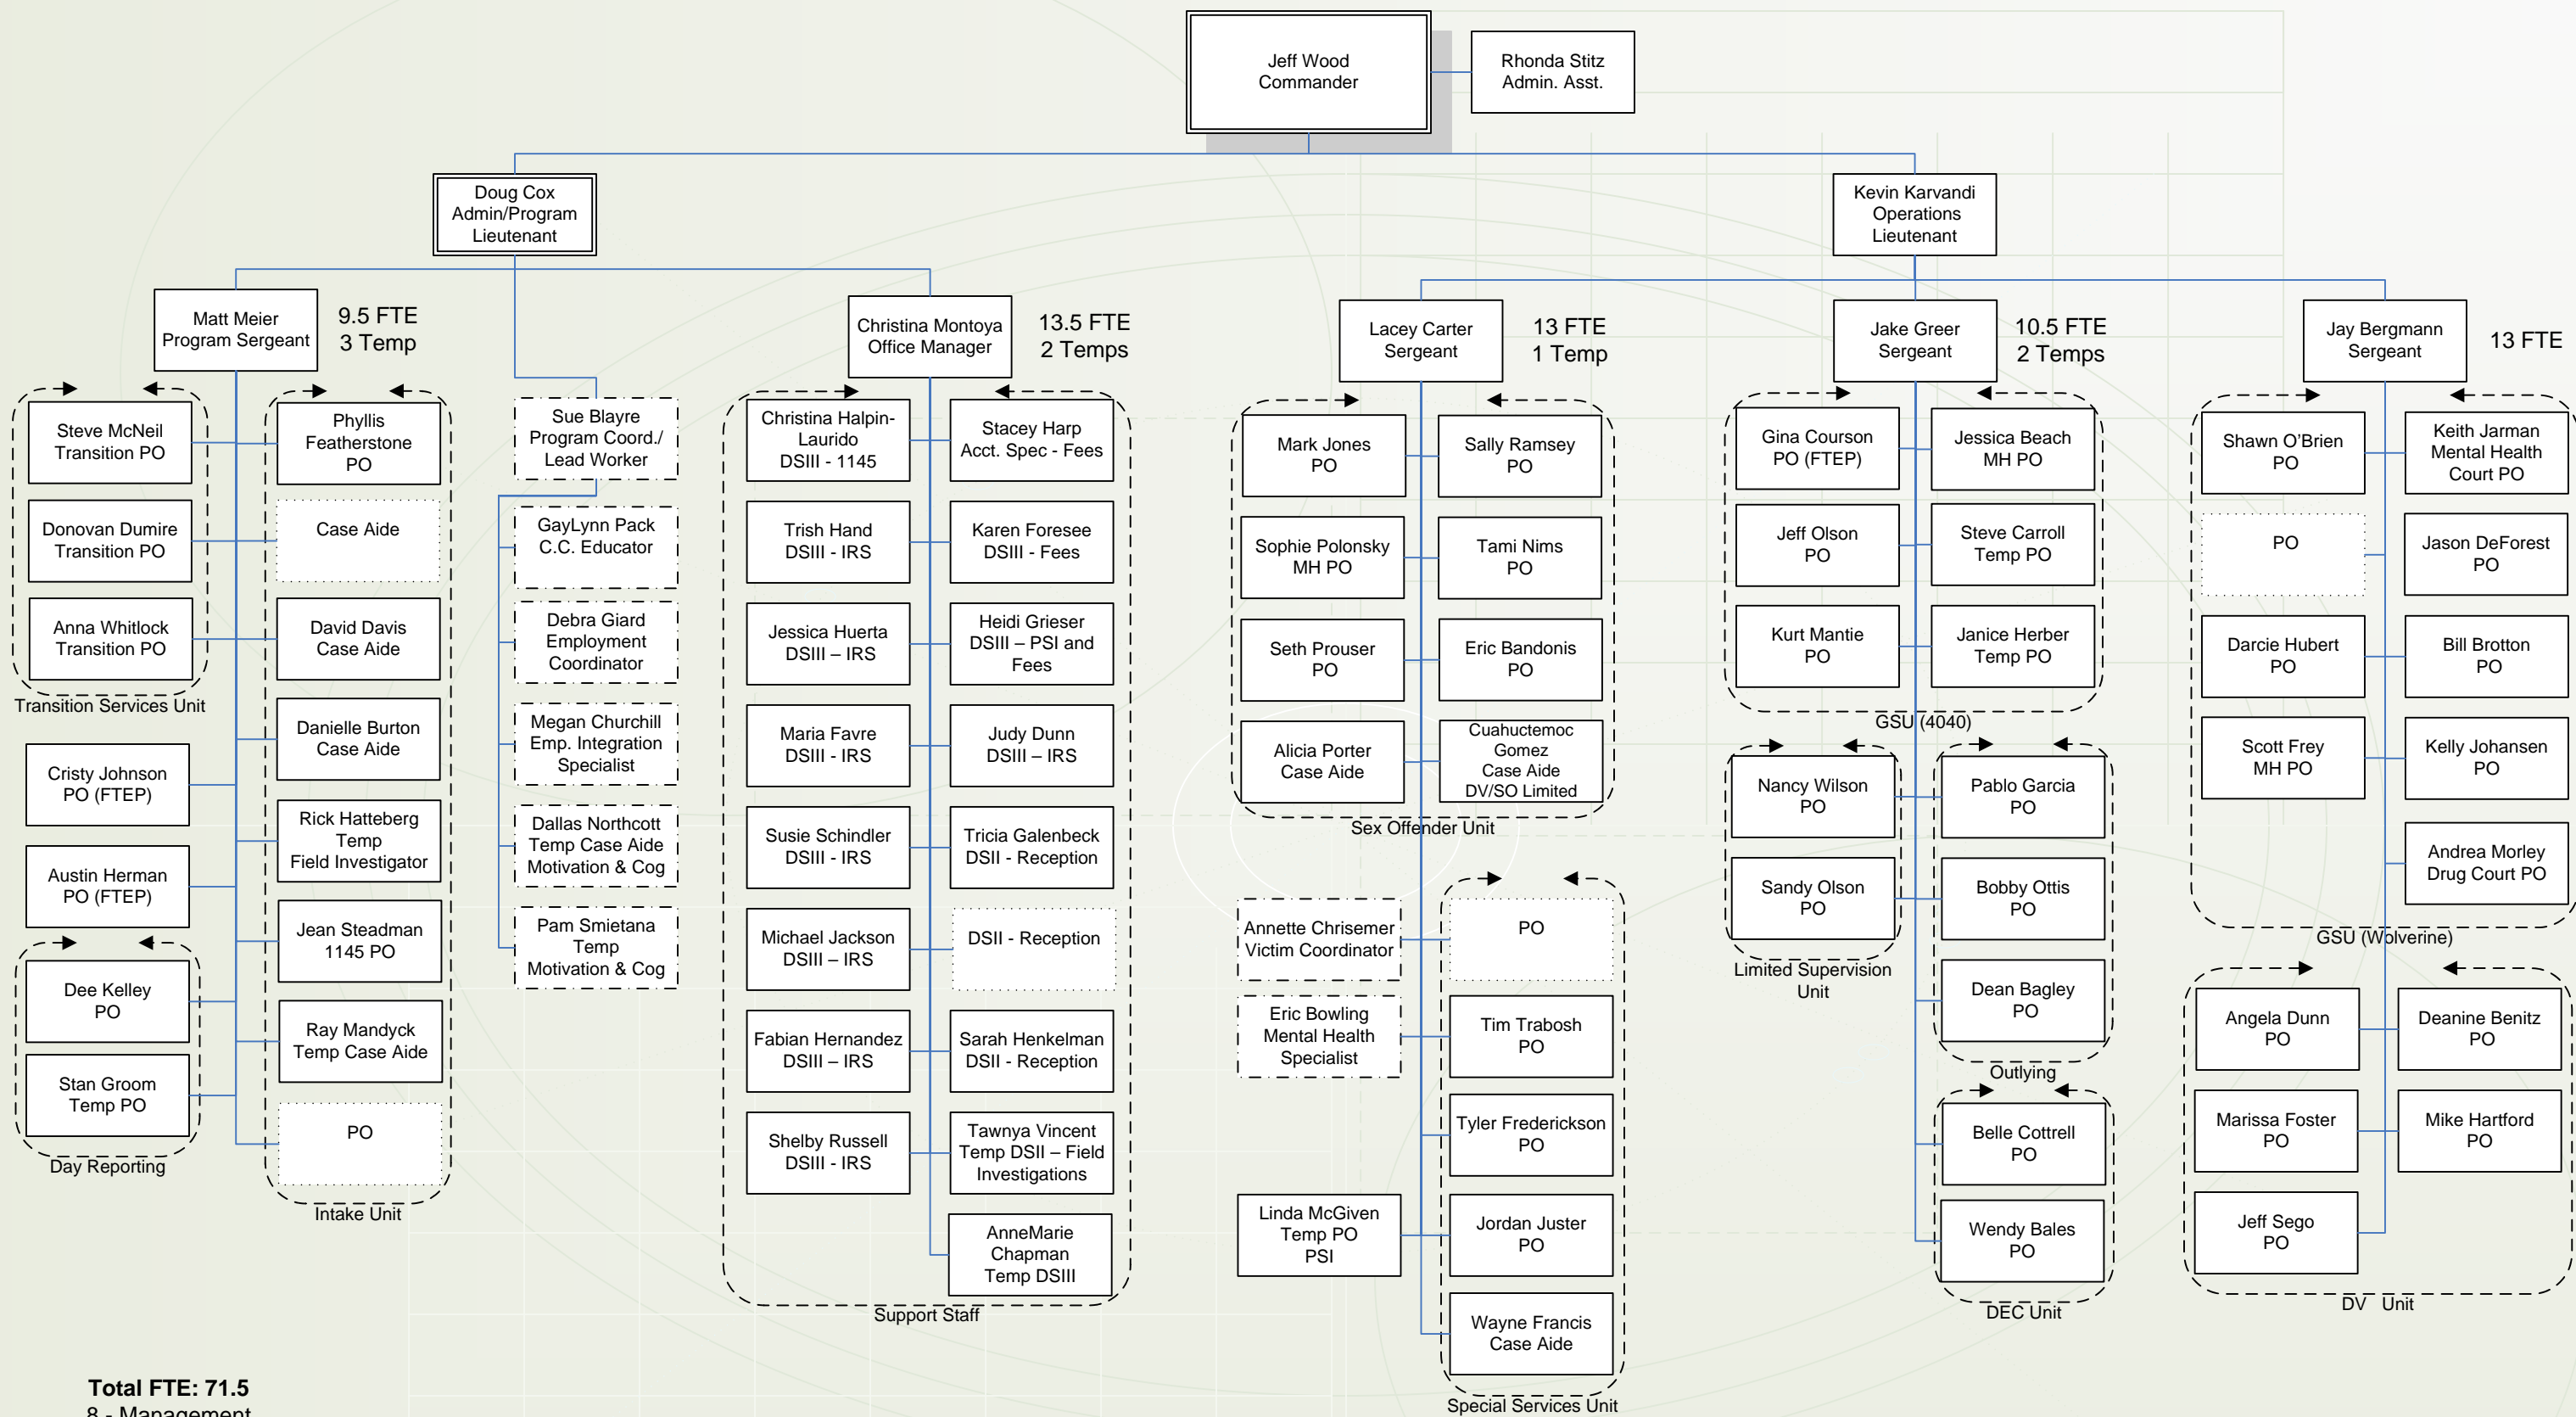 Jeff Wood
Commander
Rhonda Stitz
Admin. Asst.
Doug Cox
Admin/Program
Lieutenant
Kevin Karvandi
Operations
Lieutenant
Matt Meier
Program Sergeant
9.5 FTE
3 Temp
Christina Montoya
Office Manager
13.5 FTE
2 Temps
Lacey Carter
Sergeant
13 FTE
1 Temp
Jake Greer
Sergeant
10.5 FTE
2 Temps
Jay Bergmann
Sergeant
13 FTE
Steve McNeil
Transition PO
Donovan Dumire
Transition PO
Anna Whitlock
Transition PO
Transition Services Unit
Cristy Johnson
PO (FTEP)
Austin Herman
PO (FTEP)
Dee Kelley
PO
Stan Groom
Temp PO
Day Reporting
Phyllis
Featherstone
PO
Case Aide
David Davis
Case Aide
Danielle Burton
Case Aide
Rick Hatteberg
Temp
Field Investigator
Jean Steadman
1145 PO
Ray Mandyck
Temp Case Aide
PO
Intake Unit
Sue Blayre
Program Coord./
Lead Worker
GayLynn Pack
C.C. Educator
Debra Giard
Employment
Coordinator
Megan Churchill
Emp. Integration
Specialist
Dallas Northcott
Temp Case Aide
Motivation & Cog
Pam Smietana
Temp
Motivation & Cog
Christina Halpin-
Laurido
DSIII - 1145
Trish Hand
DSIII - IRS
Jessica Huerta
DSIII – IRS
Maria Favre
DSIII - IRS
Susie Schindler
DSIII - IRS
Michael Jackson
DSIII – IRS
Fabian Hernandez
DSIII – IRS
Shelby Russell
DSIII - IRS
Stacey Harp
Acct. Spec - Fees
Karen Foresee
DSIII - Fees
Heidi Grieser
DSIII – PSI and
Fees
Judy Dunn
DSIII – IRS
Tricia Galenbeck
DSII - Reception
DSII - Reception
Sarah Henkelman
DSII - Reception
Tawnya Vincent
Temp DSII – Field
Investigations
AnneMarie
Chapman
Temp DSIII
Support Staff
Mark Jones
PO
Sophie Polonsky
MH PO
Seth Prouser
PO
Alicia Porter
Case Aide
Sally Ramsey
PO
Tami Nims
PO
Eric Bandonis
PO
Cuahuctemoc
Gomez
Case Aide
DV/SO Limited
Sex Offender Unit
Annette Chrisemer
Victim Coordinator
Eric Bowling
Mental Health
Specialist
Linda McGiven
Temp PO
PSI
PO
Tim Trabosh
PO
Tyler Frederickson
PO
Jordan Juster
PO
Wayne Francis
Case Aide
Special Services Unit
Gina Courson
PO (FTEP)
Jeff Olson
PO
Kurt Mantie
PO
Jessica Beach
MH PO
Steve Carroll
Temp PO
Janice Herber
Temp PO
GSU (4040)
Nancy Wilson
PO
Sandy Olson
PO
Limited Supervision
Unit
Pablo Garcia
PO
Bobby Ottis
PO
Dean Bagley
PO
Outlying
Belle Cottrell
PO
Wendy Bales
PO
DEC Unit
Shawn O’Brien
PO
PO
Darcie Hubert
PO
Scott Frey
MH PO
Keith Jarman
Mental Health
Court PO
Jason DeForest
PO
Bill Brotton
PO
Kelly Johansen
PO
Andrea Morley
Drug Court PO
GSU (Wolverine)
Angela Dunn
PO
Marissa Foster
PO
Jeff Sego
PO
Deanine Benitz
PO
Mike Hartford
PO
DV Unit
Total FTE: 71.5
8 - Management